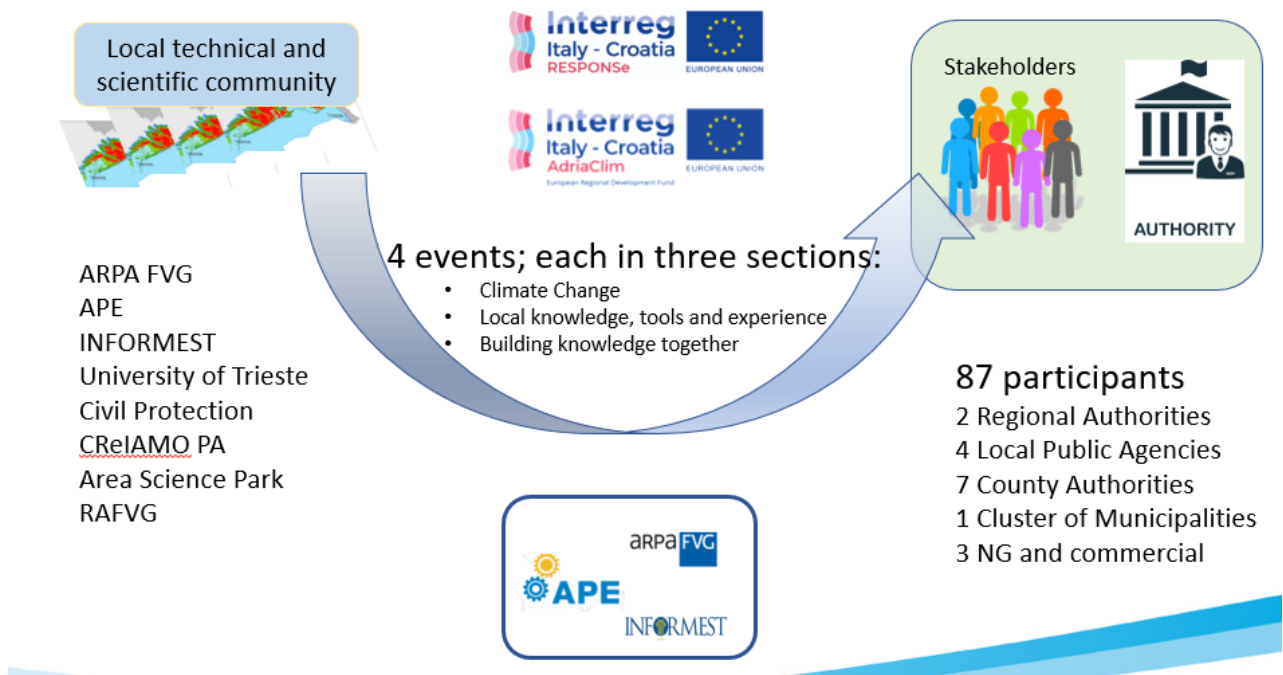 Local technical and
scientific community
Interreg
Italy - Croatia
RESPONSe
EUROPEAN UNION
Interreg
Italy - Croatia
AdriaClim
EUROPEAN UNION
European Regional Development Fund
Stakeholders
AUTHORITY
4 events; each in three sections:
• Climate Change
• Local knowledge, tools and experience
• Building knowledge together
ARPA FVG
APE
INFORMEST
University of Trieste
Civil Protection
CReIAMO PA
Area Science Park
RAFVG
87 participants
2 Regional Authorities
4 Local Public Agencies
7 County Authorities
1 Cluster of Municipalities
3 NG and commercial
arpa FVG
APE
INFORMEST